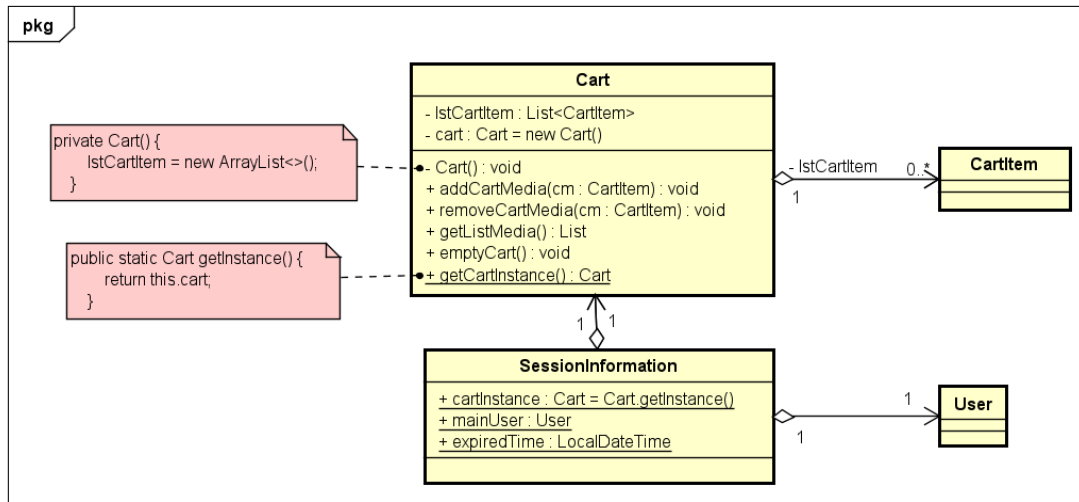 pkg
Cart
- lstCartItem : List<CartItem>
- cart : Cart = new Cart()
- Cart() : void
+ addCartMedia(cm : CartItem) : void
+ removeCartMedia(cm : CartItem) : void
+ getListMedia() : List
+ emptyCart() : void
+ getCartInstance() : Cart
private Cart() {
lstCartItem = new ArrayList<>();
}
public static Cart getInstance() {
return this.cart;
}
- lstCartItem
0..*
1
CartItem
1
1
SessionInformation
+ cartInstance : Cart = Cart.getInstance()
+ mainUser : User
+ expiredTime : LocalDateTime
1
1
User